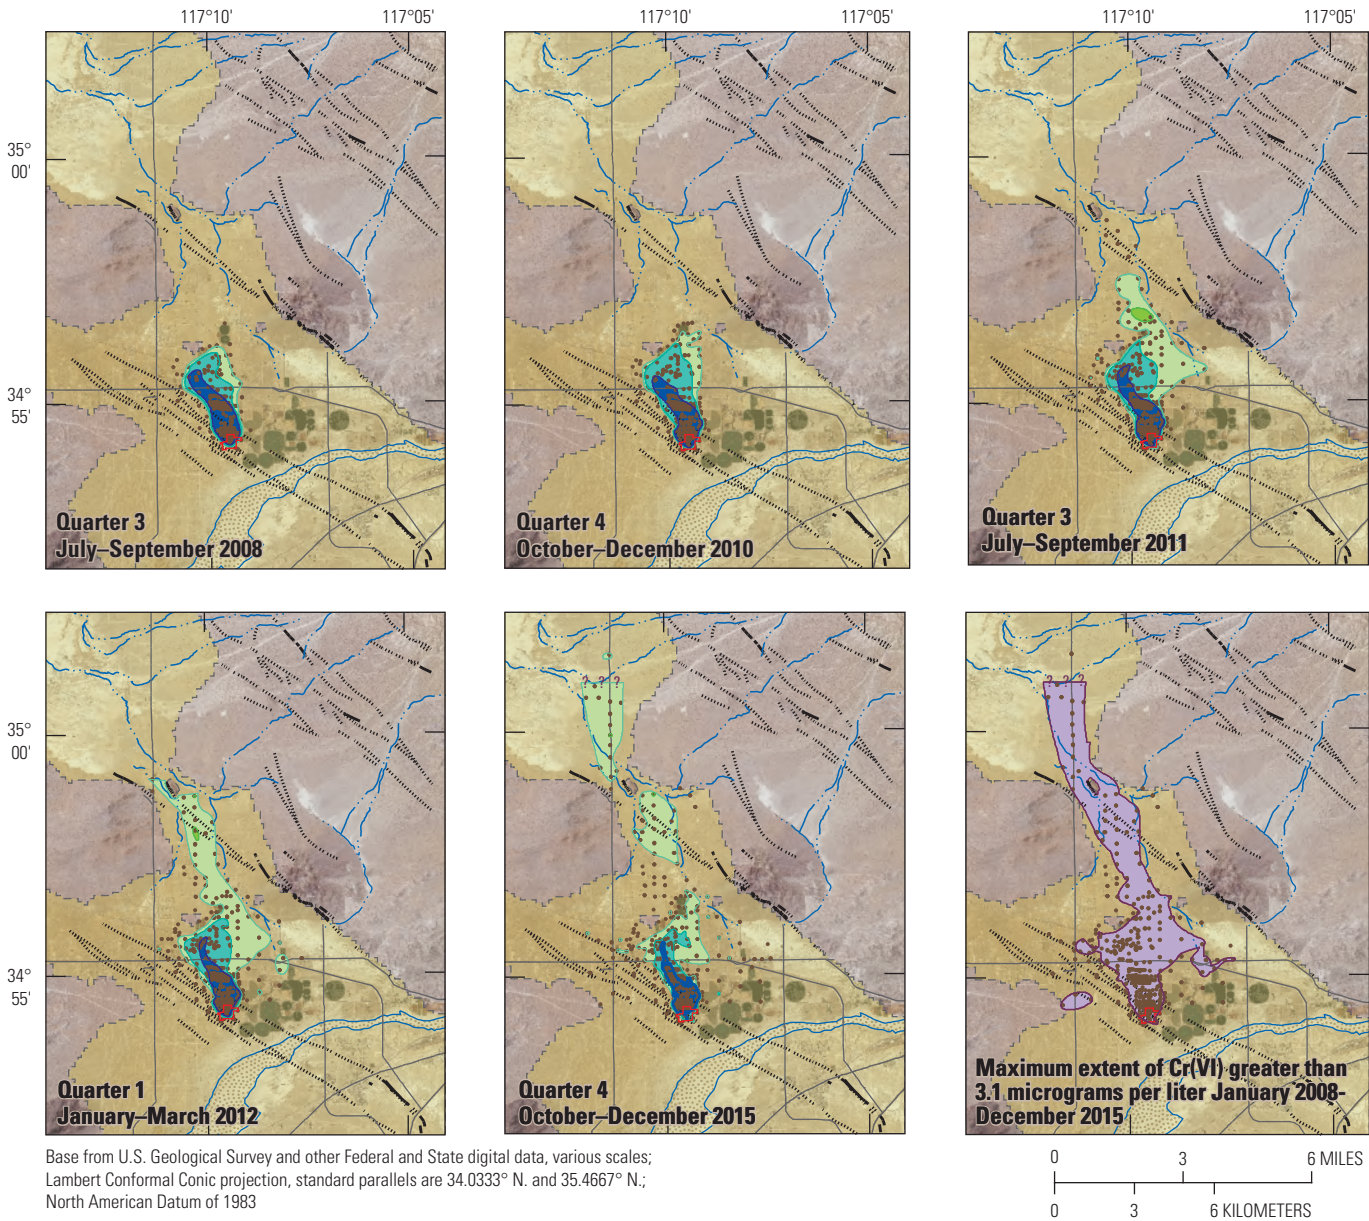 117°10' 117°05' 117°10' 117°05' 117°10' 117°05'
35°
00'
34°
55'
Quarter 3
July–September 2008
Quarter 4
October–December 2010
Quarter 3
July–September 2011
35°
00'
34°
55'
? ? ?
? ? ?
Quarter 1
January–March 2012
Quarter 4
October–December 2015
Maximum extent of Cr(VI) greater than
3.1 micrograms per liter January 2008-
December 2015
Base from U.S. Geological Survey and other Federal and State digital data, various scales;
Lambert Conformal Conic projection, standard parallels are 34.0333° N. and 35.4667° N.;
North American Datum of 1983
0 3 6 MILES
0 3 6 KILOMETERS